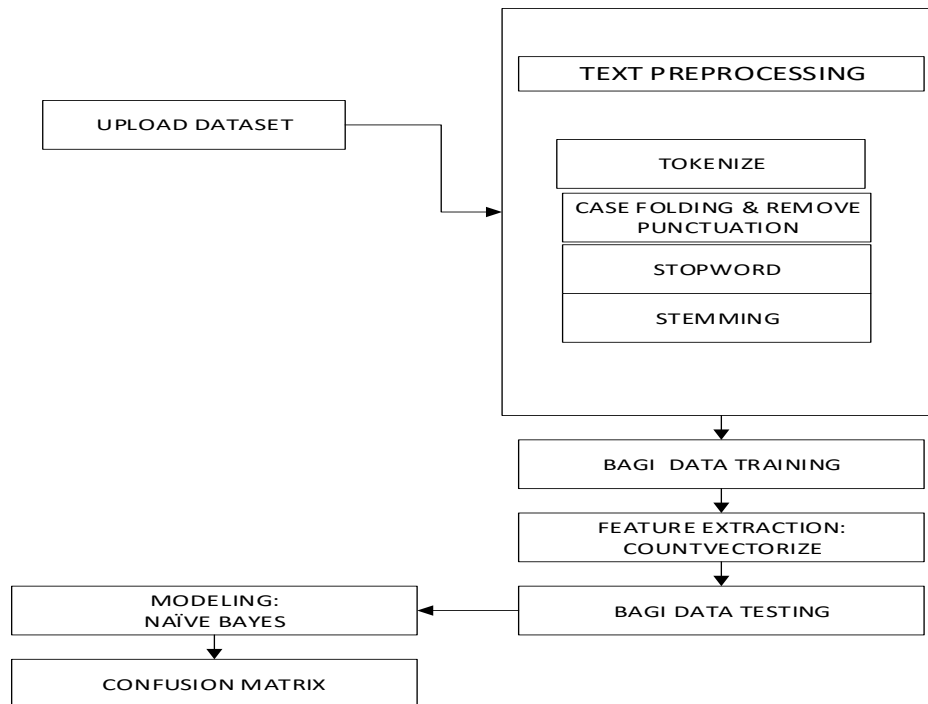 UPLOAD DATASET
TEXT PREPROCESSING
TOKENIZE
CASE FOLDING & REMOVE
PUNCTUATION
STOPWORD
STEMMING
BAGI DATA TRAINING
FEATURE EXTRACTION:
COUNTVECTORIZE
BAGI DATA TESTING
MODELING:
NAÏVE BAYES
CONFUSION MATRIX